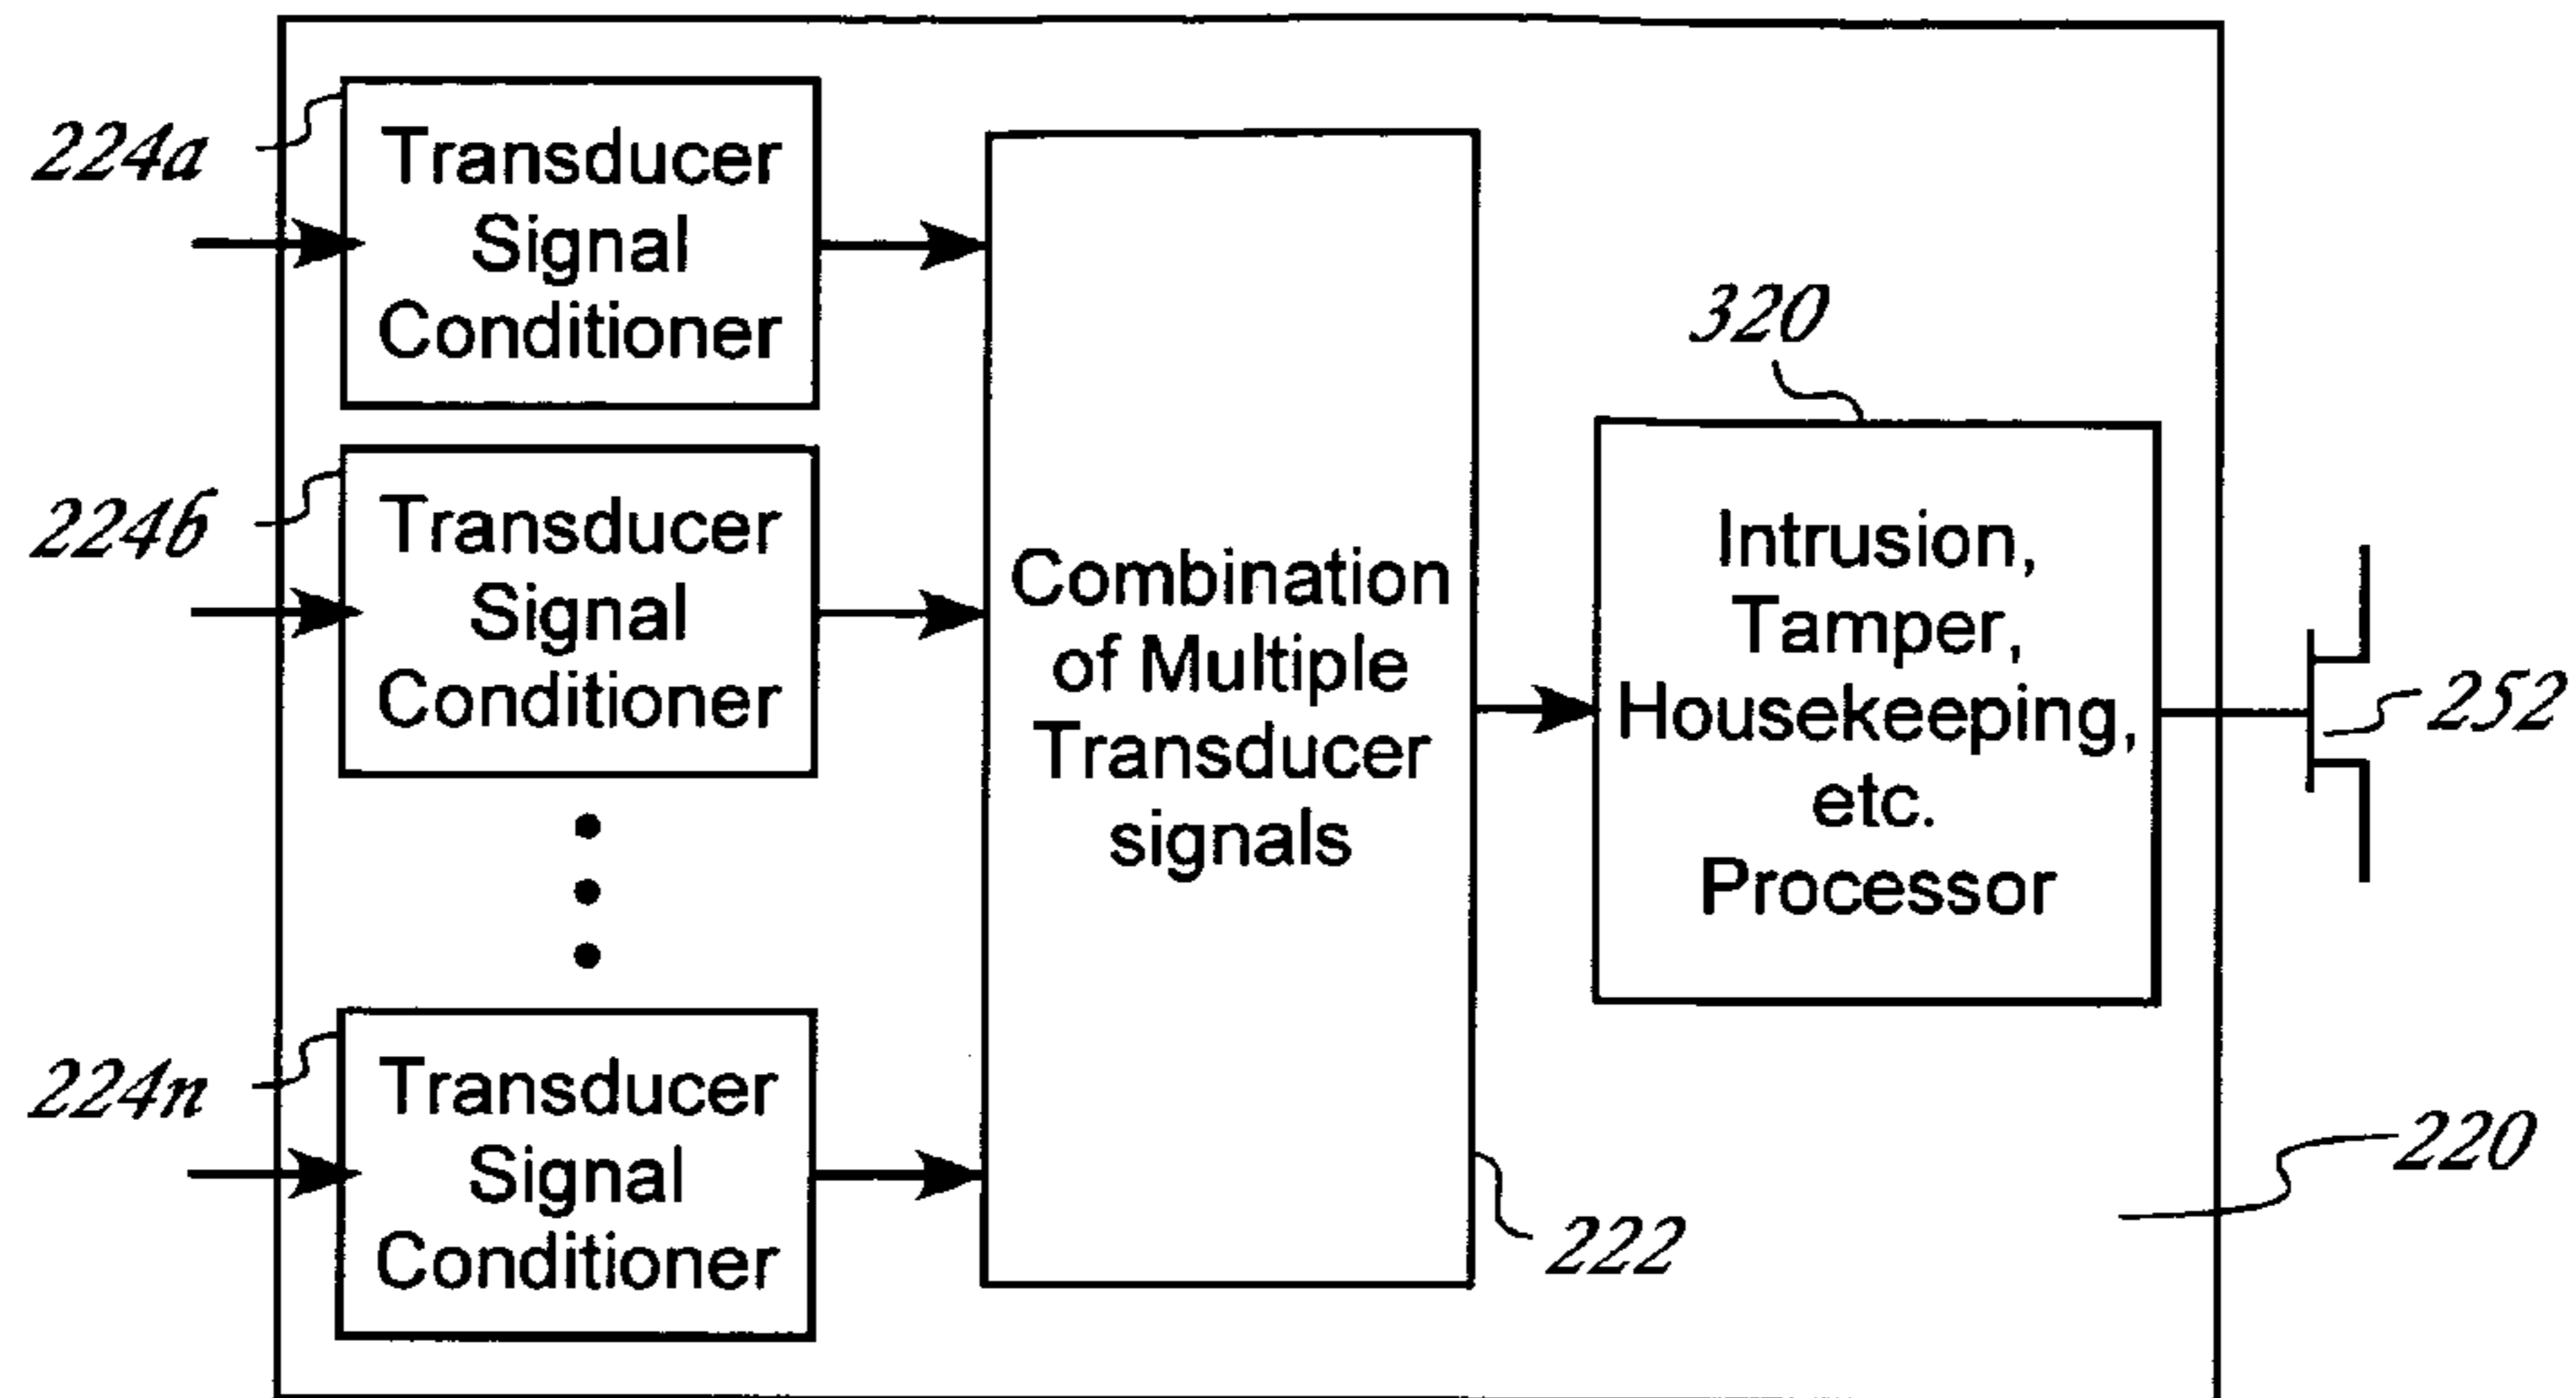 224a
Transducer
Signal
Conditioner
224b
Transducer
Signal
Conditioner
224n
Transducer
Signal
Conditioner
Combination
of Multiple
Transducer
signals
222
320
Intrusion,
Tamper,
Housekeeping,
etc.
Processor
252
220